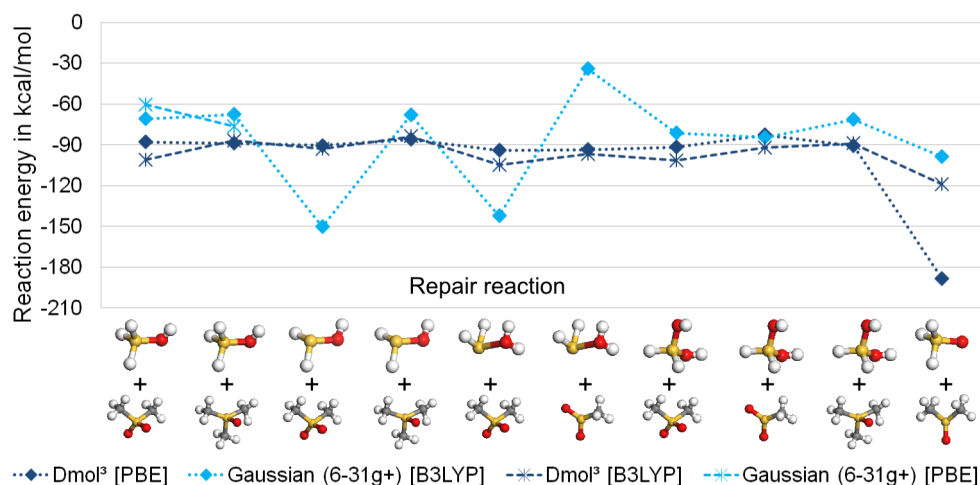 Reaction energy in kcal/mol
0
-30
-60
-90
-120
-150
-180
-210
Repair reaction
+ + + + + + + + + +
Dmol³ [PBE] Gaussian (6-31g+) [B3LYP] Dmol³ [B3LYP] Gaussian (6-31g+) [PBE]